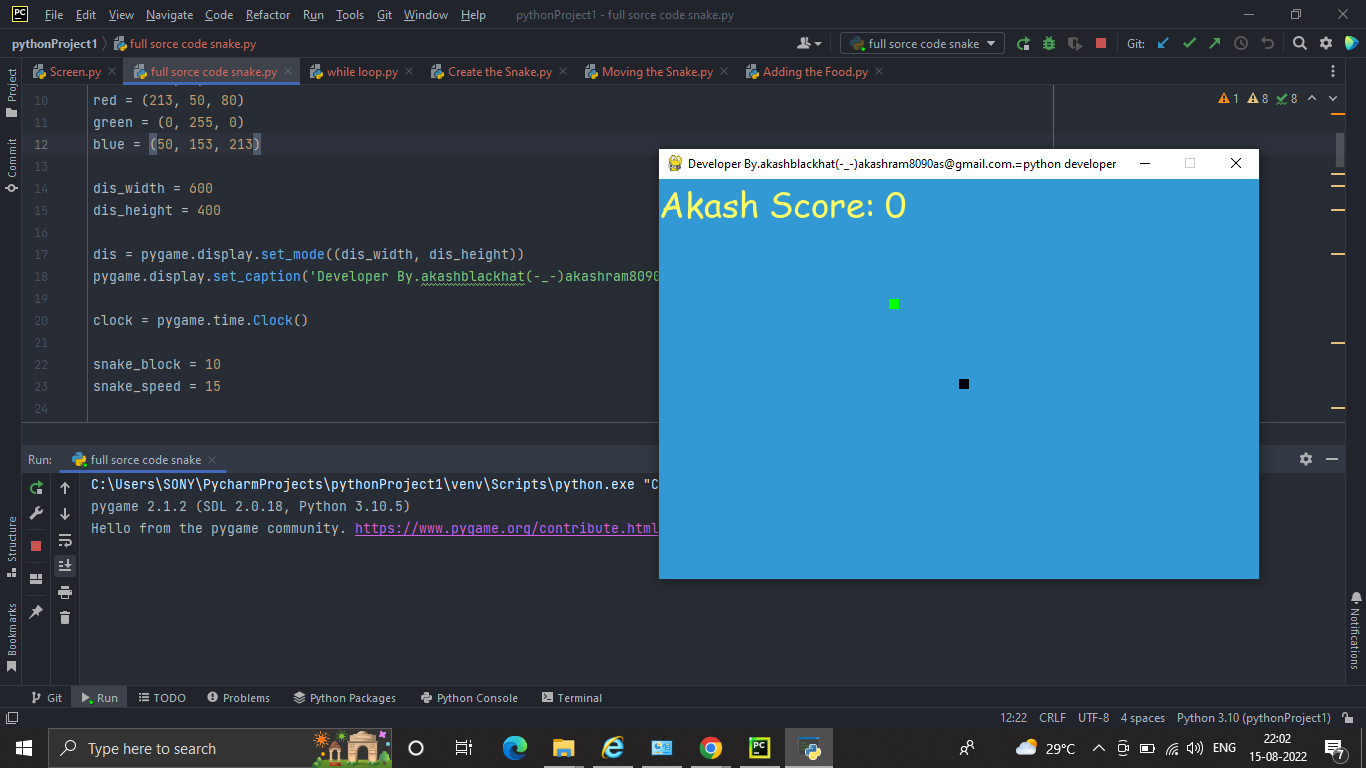 PC File Edit View Navigate Code Refactor Run Tools Git Window Help pythonProject1 - full sorce code snake.py
pythonProject1 full sorce code snake.py full sorce code snake Git:
Screen.py full sorce code snake.py while loop.py Create the Snake.py Moving the Snake.py Adding the Food.py
Project
Commit
Structure
Bookmarks
Notifications
1 8 8
10 red = (213, 50, 80)
11 green = (0, 255, 0)
12 blue = (50, 153, 213)
13
14 dis_width = 600
15 dis_height = 400
16
17 dis = pygame.display.set_mode((dis_width, dis_height))
18 pygame.display.set_caption('Developer By.akashblackhat(-_-)akashram8090
19
20 clock = pygame.time.Clock()
21
22 snake_block = 10
23 snake_speed = 15
24
Developer By.akashblackhat(-_-)akashram8090as@gmail.com.=python developer
Akash Score: 0
Run: full sorce code snake
C:\Users\SONY\PycharmProjects\pythonProject1\venv\Scripts\python.exe "C
pygame 2.1.2 (SDL 2.0.18, Python 3.10.5)
Hello from the pygame community. https://www.pygame.org/contribute.html
Git Run TODO Problems Python Packages Python Console Terminal
12:22 CRLF UTF-8 4 spaces Python 3.10 (pythonProject1)
Type here to search
PC
29°C ENG
22:02
15-08-2022
7